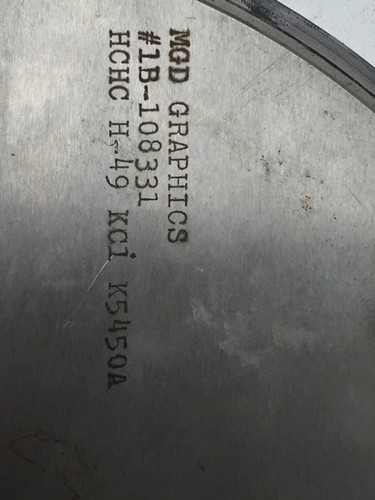 MGD GRAPHICS
#1B-108331
HCHC H-49 KCi K5450A